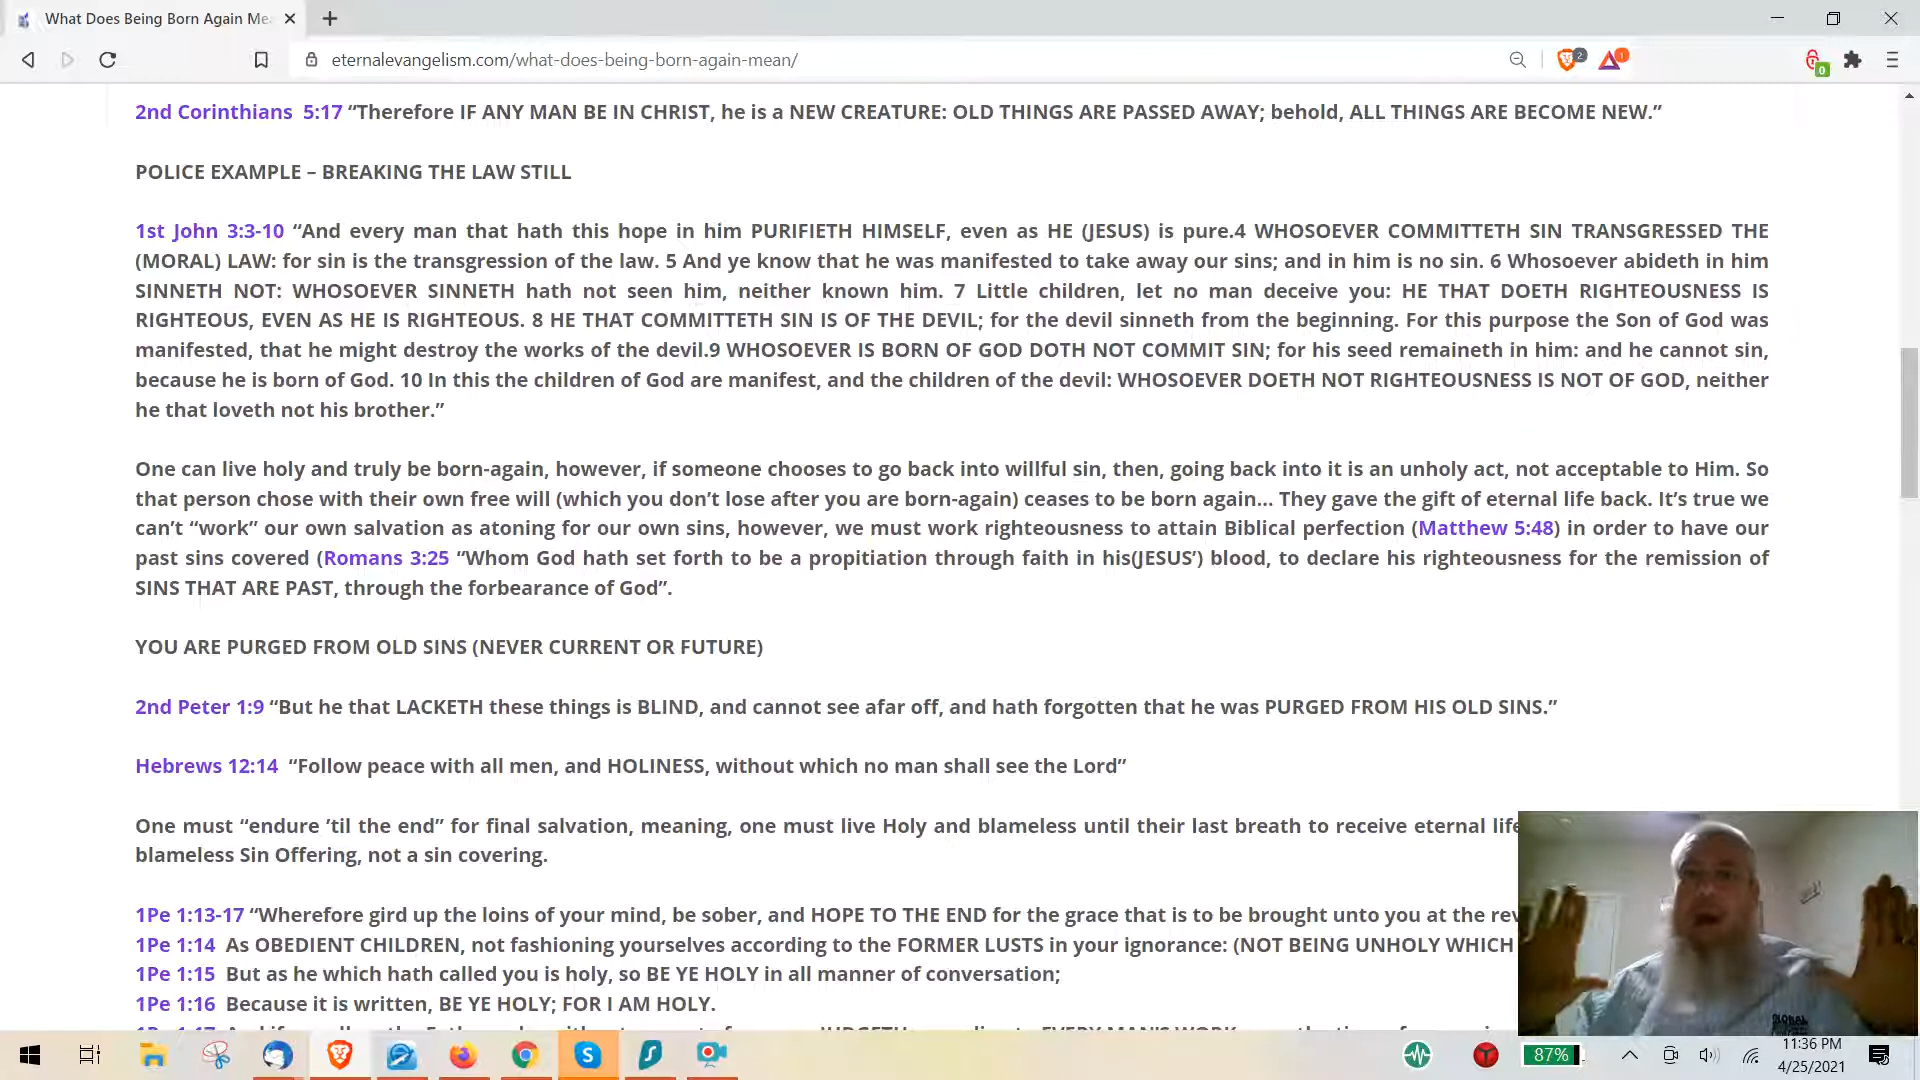 What Does Being Born Again Mea
eternalevangelism.com/what-does-being-born-again-mean/
2
1
0
2nd Corinthians 5:17 “Therefore IF ANY MAN BE IN CHRIST, he is a NEW CREATURE: OLD THINGS ARE PASSED AWAY; behold, ALL THINGS ARE BECOME NEW.”
POLICE EXAMPLE – BREAKING THE LAW STILL
1st John 3:3-10 “And every man that hath this hope in him PURIFIETH HIMSELF, even as HE (JESUS) is pure.4 WHOSOEVER COMMITTETH SIN TRANSGRESSED THE
(MORAL) LAW: for sin is the transgression of the law. 5 And ye know that he was manifested to take away our sins; and in him is no sin. 6 Whosoever abideth in him
SINNETH NOT: WHOSOEVER SINNETH hath not seen him, neither known him. 7 Little children, let no man deceive you: HE THAT DOETH RIGHTEOUSNESS IS
RIGHTEOUS, EVEN AS HE IS RIGHTEOUS. 8 HE THAT COMMITTETH SIN IS OF THE DEVIL; for the devil sinneth from the beginning. For this purpose the Son of God was
manifested, that he might destroy the works of the devil.9 WHOSOEVER IS BORN OF GOD DOTH NOT COMMIT SIN; for his seed remaineth in him: and he cannot sin,
because he is born of God. 10 In this the children of God are manifest, and the children of the devil: WHOSOEVER DOETH NOT RIGHTEOUSNESS IS NOT OF GOD, neither
he that loveth not his brother.”
One can live holy and truly be born-again, however, if someone chooses to go back into willful sin, then, going back into it is an unholy act, not acceptable to Him. So
that person chose with their own free will (which you don’t lose after you are born-again) ceases to be born again... They gave the gift of eternal life back. It’s true we
can’t “work” our own salvation as atoning for our own sins, however, we must work righteousness to attain Biblical perfection (Matthew 5:48) in order to have our
past sins covered (Romans 3:25 “Whom God hath set forth to be a propitiation through faith in his(JESUS’) blood, to declare his righteousness for the remission of
SINS THAT ARE PAST, through the forbearance of God”.
YOU ARE PURGED FROM OLD SINS (NEVER CURRENT OR FUTURE)
2nd Peter 1:9 “But he that LACKETH these things is BLIND, and cannot see afar off, and hath forgotten that he was PURGED FROM HIS OLD SINS.”
Hebrews 12:14 “Follow peace with all men, and HOLINESS, without which no man shall see the Lord”
One must “endure ’til the end” for final salvation, meaning, one must live Holy and blameless until their last breath to receive eternal life
blameless Sin Offering, not a sin covering.
1Pe 1:13-17 “Wherefore gird up the loins of your mind, be sober, and HOPE TO THE END for the grace that is to be brought unto you at the rev
1Pe 1:14 As OBEDIENT CHILDREN, not fashioning yourselves according to the FORMER LUSTS in your ignorance: (NOT BEING UNHOLY WHICH
1Pe 1:15 But as he which hath called you is holy, so BE YE HOLY in all manner of conversation;
1Pe 1:16 Because it is written, BE YE HOLY; FOR I AM HOLY.
GLOBAL
87%
11:36 PM
4/25/2021